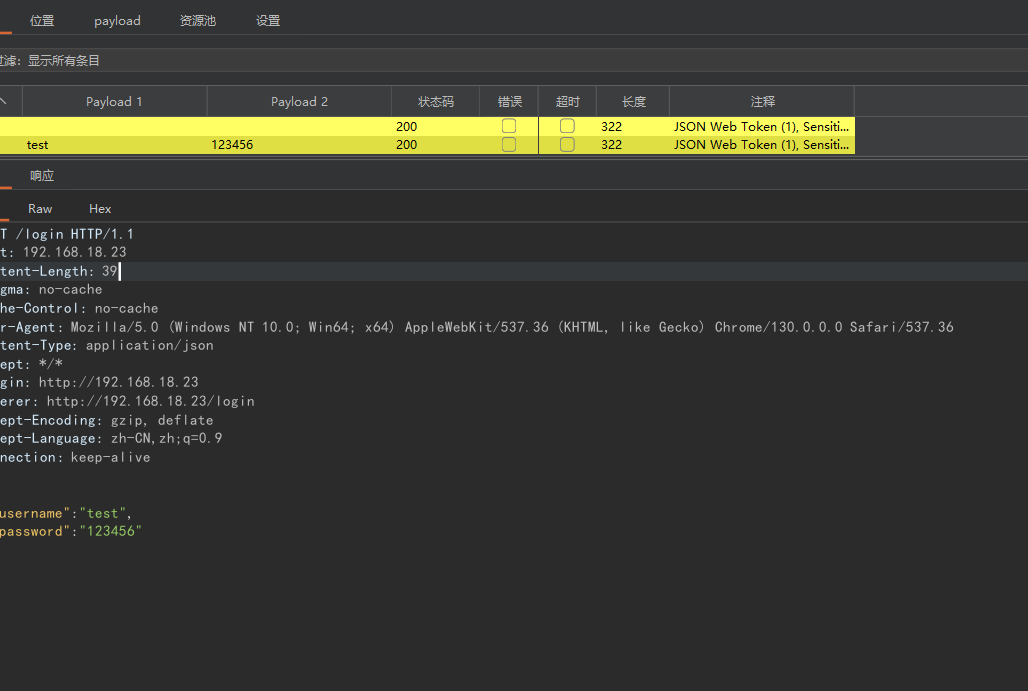 位置 payload 资源池 设置
过滤: 显示所有条目
Payload 1 Payload 2 状态码 错误 超时 长度 注释
200 322 JSON Web Token (1), Sensiti...
test 123456 200 322 JSON Web Token (1), Sensiti...
响应
Raw Hex
T /login HTTP/1.1
t: 192.168.18.23
tent-Length: 39
gma: no-cache
he-Control: no-cache
r-Agent: Mozilla/5.0 (Windows NT 10.0; Win64; x64) AppleWebKit/537.36 (KHTML, like Gecko) Chrome/130.0.0.0 Safari/537.36
tent-Type: application/json
ept: */*
gin: http://192.168.18.23
erer: http://192.168.18.23/login
ept-Encoding: gzip, deflate
ept-Language: zh-CN,zh;q=0.9
nection: keep-alive
username":"test",
password":"123456"